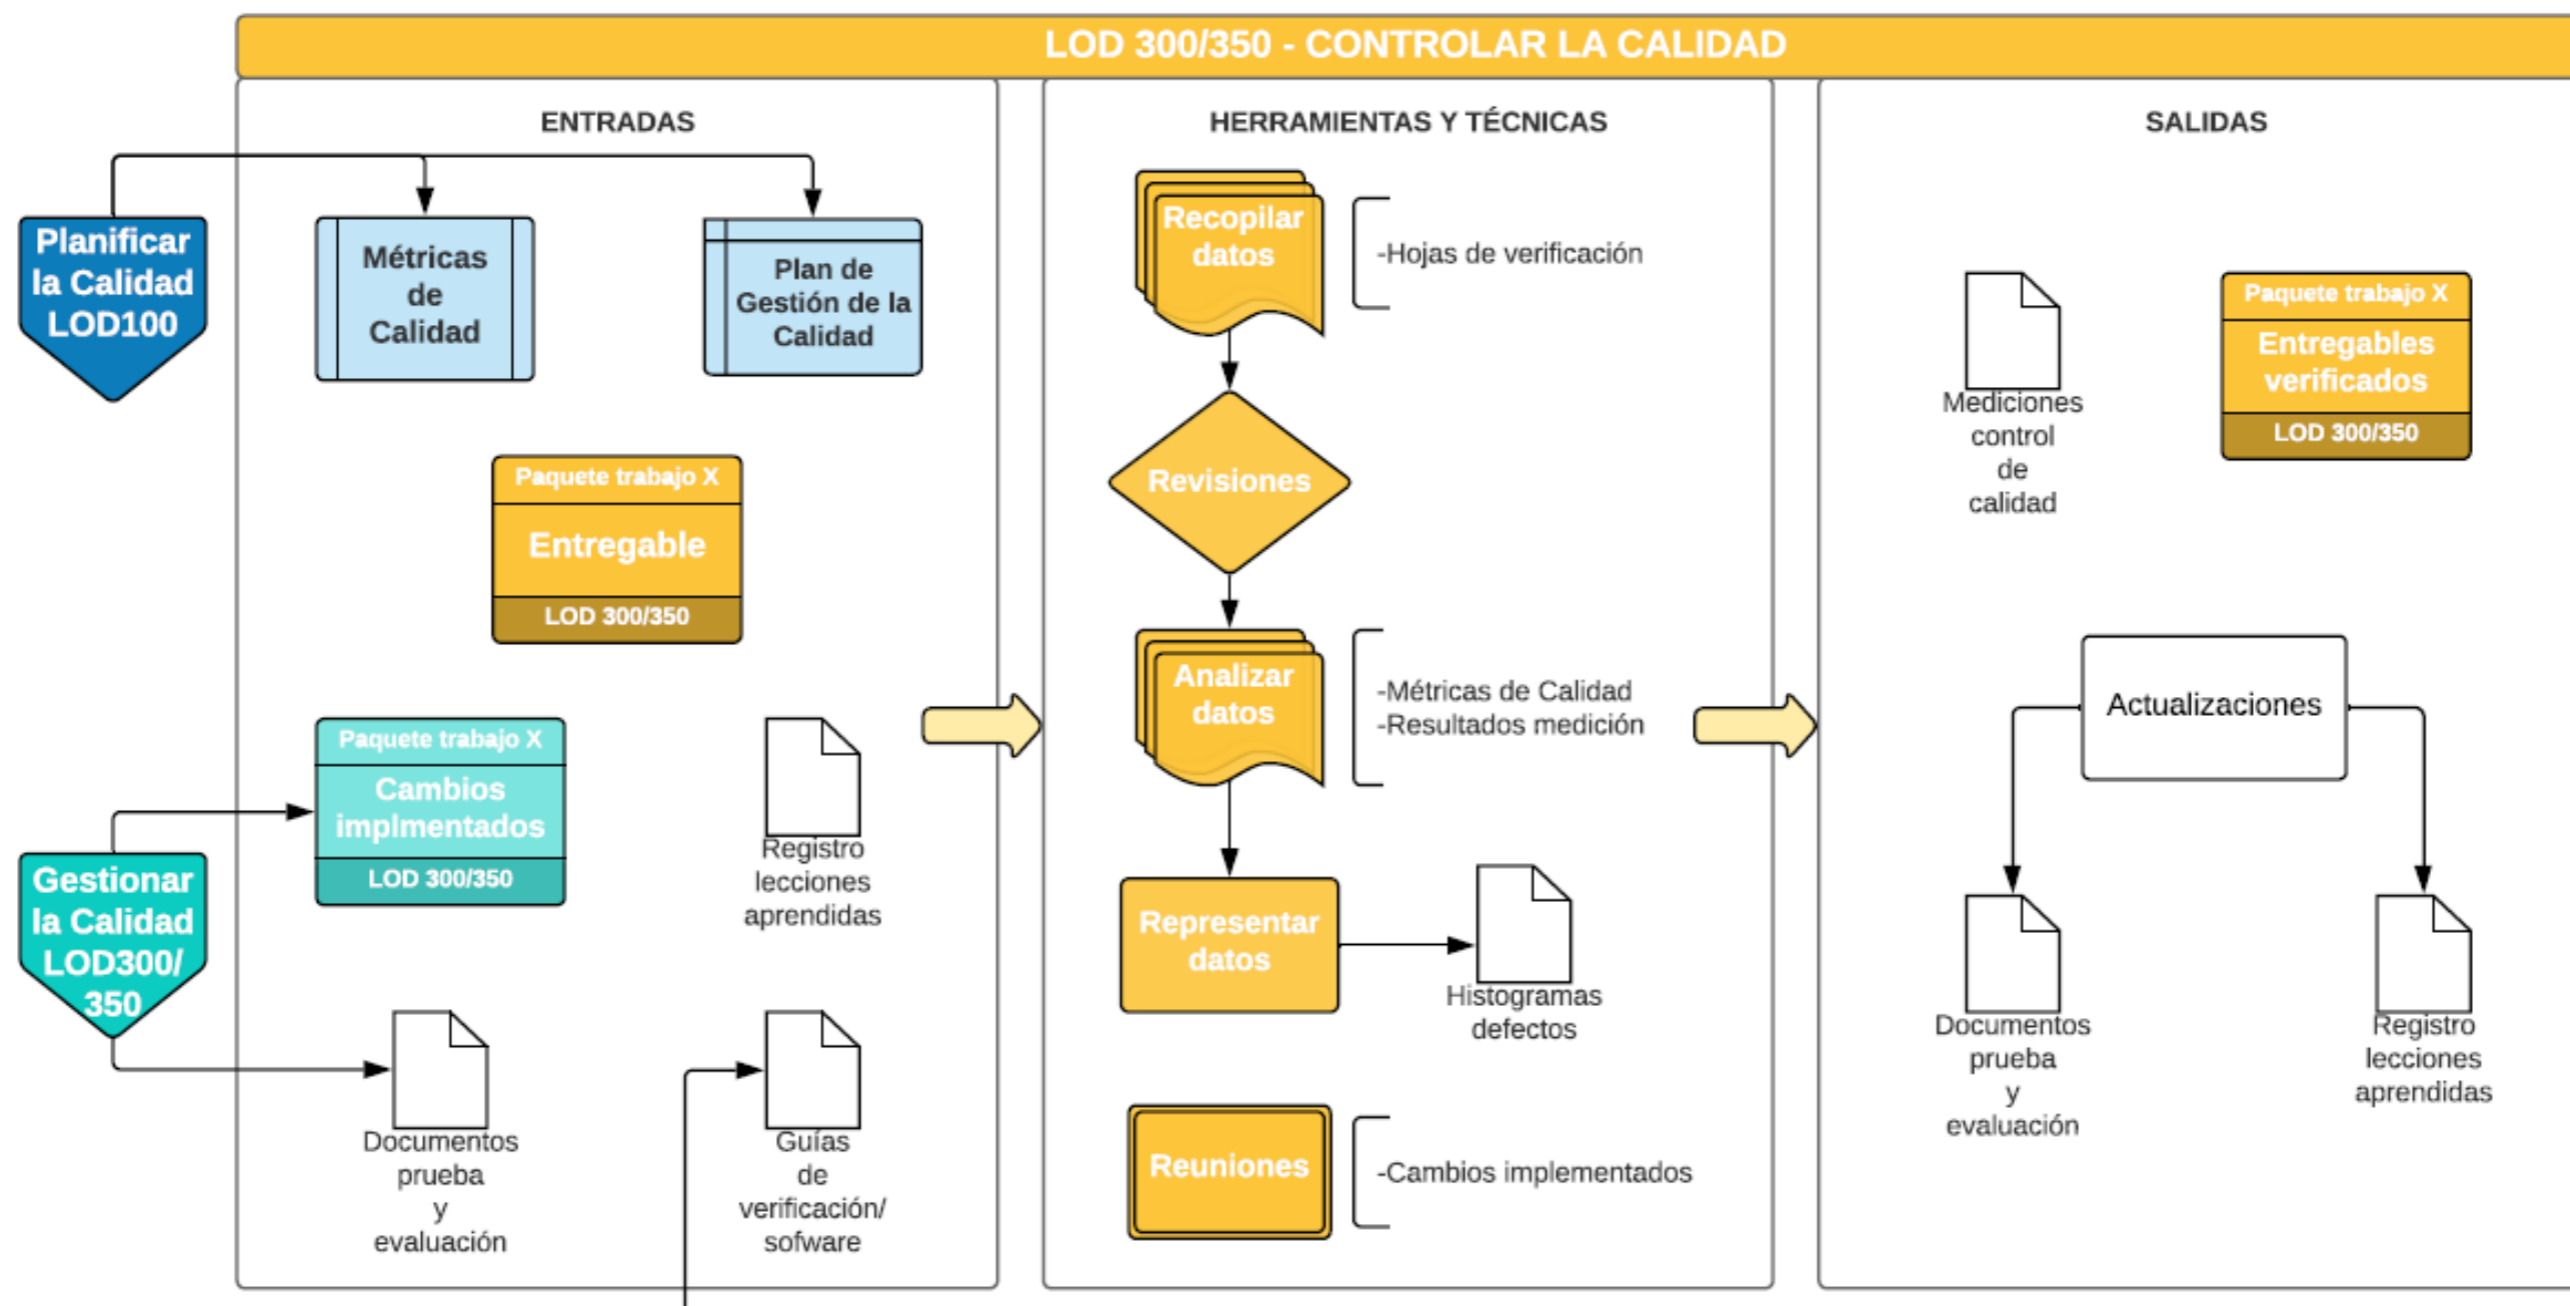 LOD 300/350 - CONTROLAR LA CALIDAD
ENTRADAS
Planificar
la Calidad
LOD100
Métricas
de
Calidad
Plan de
Gestión de la
Calidad
Paquete trabajo X
Entregable
LOD 300/350
Paquete trabajo X
Cambios
implmentados
LOD 300/350
Registro
lecciones
aprendidas
Gestionar
la Calidad
LOD300/
350
Documentos
prueba
y
evaluación
Guías
de
verificación/
sofware
HERRAMIENTAS Y TÉCNICAS
Recopilar
datos
-Hojas de verificación
Revisiones
Analizar
datos
-Métricas de Calidad
-Resultados medición
Representar
datos
Histogramas
defectos
Reuniones
-Cambios implementados
SALIDAS
Mediciones
control
de
calidad
Paquete trabajo X
Entregables
verificados
LOD 300/350
Actualizaciones
Documentos
prueba
y
evaluación
Registro
lecciones
aprendidas